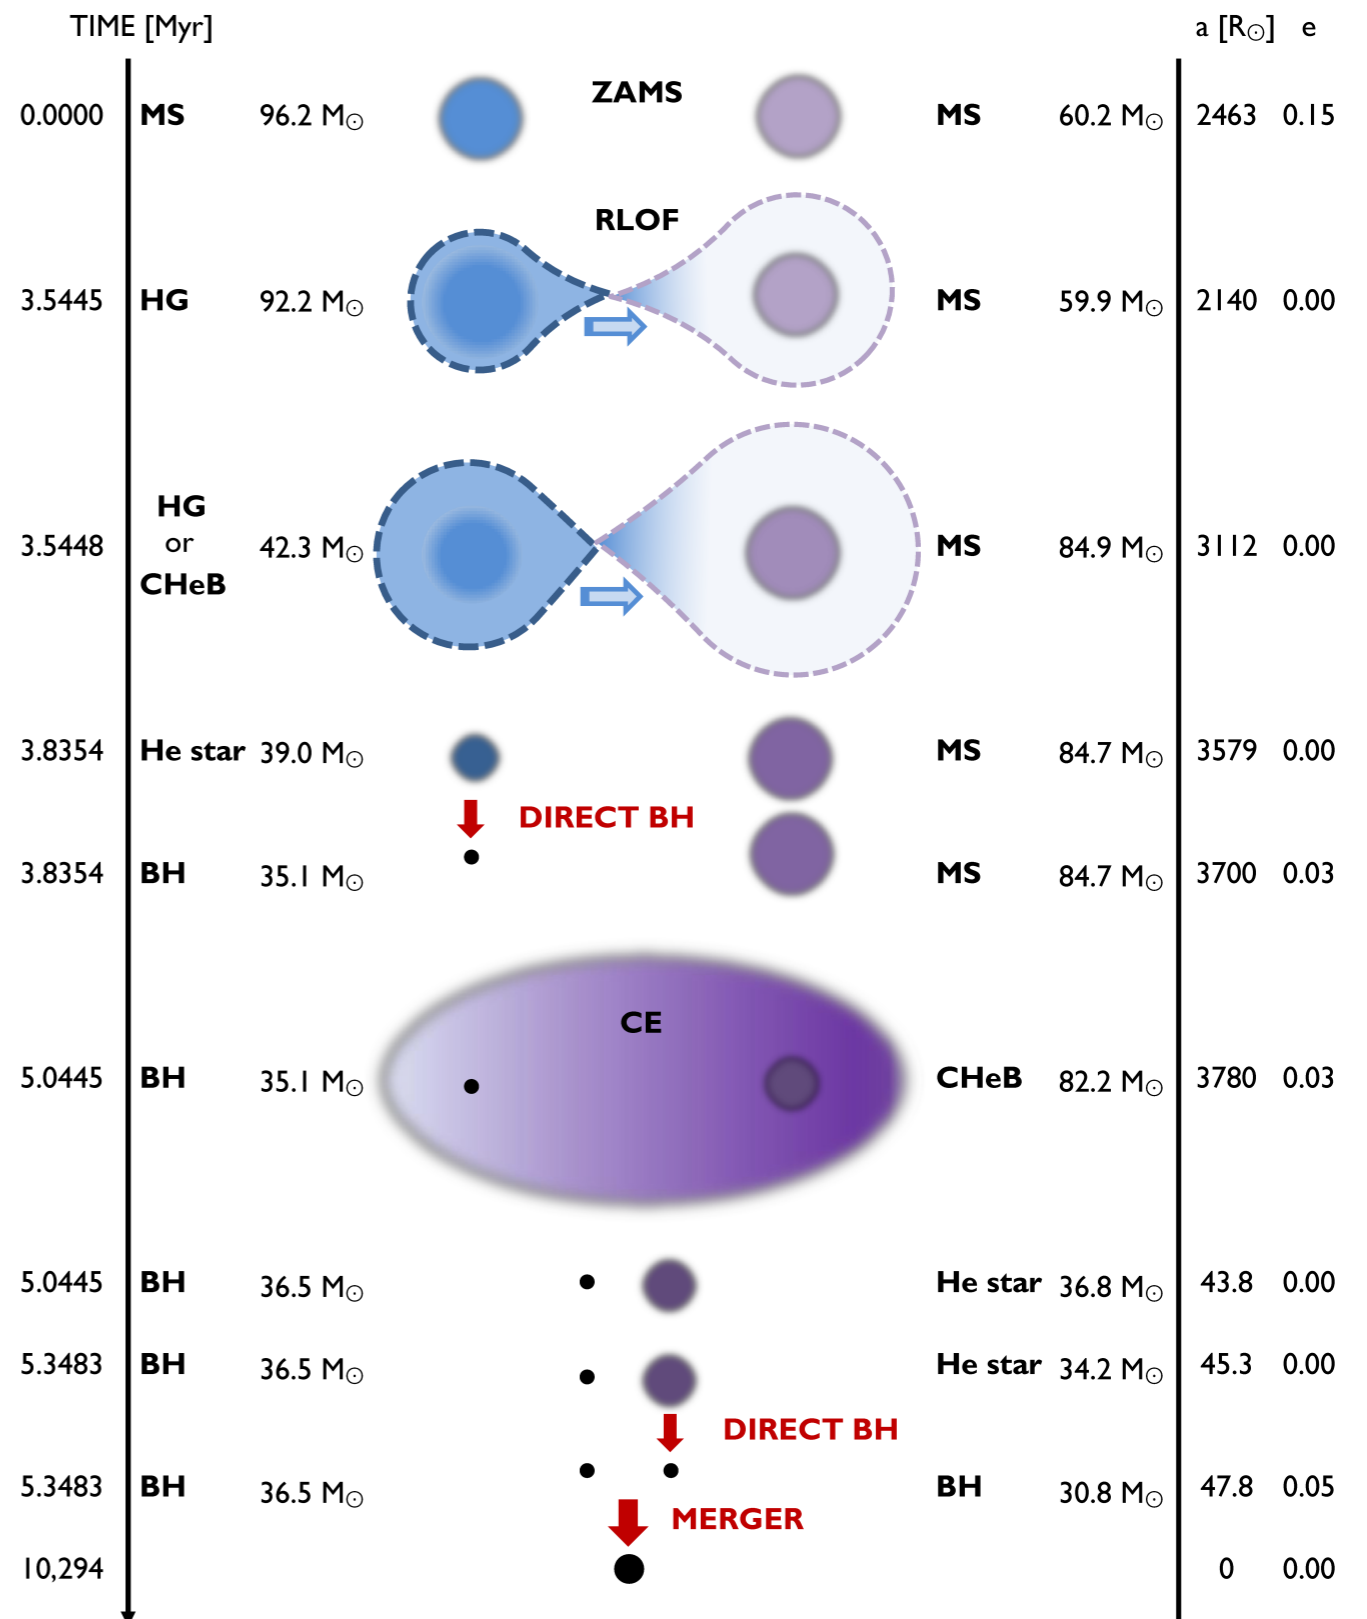 TIME [Myr] a [R☉] e
ZAMS
0.0000 MS 96.2 M☉ MS 60.2 M☉ 2463 0.15
RLOF
3.5445 HG 92.2 M☉ MS 59.9 M☉ 2140 0.00
HG
3.5448 or 42.3 M☉ MS 84.9 M☉ 3112 0.00
CHeB
3.8354 He star 39.0 M☉ MS 84.7 M☉ 3579 0.00
DIRECT BH
3.8354 BH 35.1 M☉ MS 84.7 M☉ 3700 0.03
CE
5.0445 BH 35.1 M☉ CHeB 82.2 M☉ 3780 0.03
5.0445 BH 36.5 M☉ He star 36.8 M☉ 43.8 0.00
5.3483 BH 36.5 M☉ He star 34.2 M☉ 45.3 0.00
DIRECT BH
5.3483 BH 36.5 M☉ BH 30.8 M☉ 47.8 0.05
MERGER
10,294 0 0.00